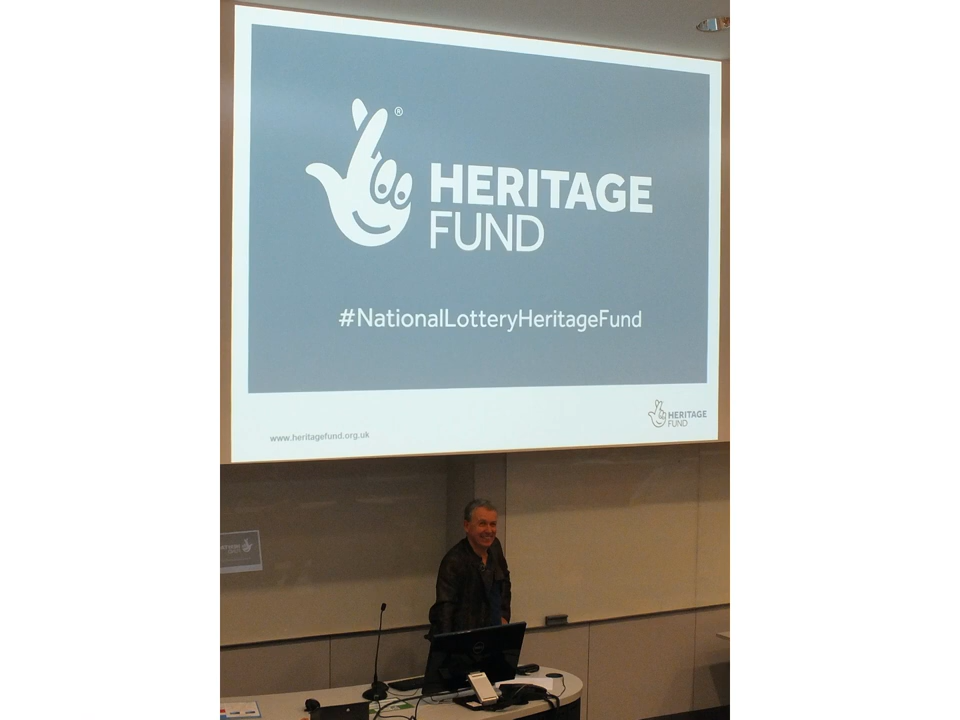 ®
HERITAGE
FUND
#NationalLotteryHeritageFund
www.heritagefund.org.uk
HERITAGE
FUND